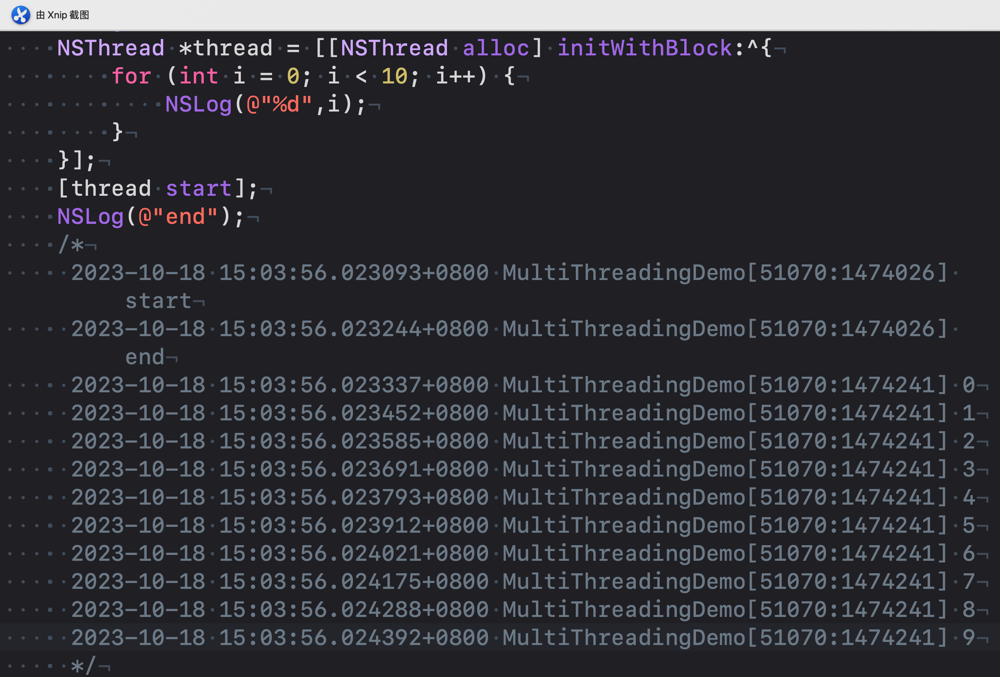 由 Xnip 截图
NSThread *thread = [[NSThread alloc] initWithBlock:^{
for (int i = 0; i < 10; i++) {
NSLog(@"%d",i);
}
}];
[thread start];
NSLog(@"end");
/*
2023-10-18 15:03:56.023093+0800 MultiThreadingDemo[51070:1474026]
start
2023-10-18 15:03:56.023244+0800 MultiThreadingDemo[51070:1474026]
end
2023-10-18 15:03:56.023337+0800 MultiThreadingDemo[51070:1474241] 0
2023-10-18 15:03:56.023452+0800 MultiThreadingDemo[51070:1474241] 1
2023-10-18 15:03:56.023585+0800 MultiThreadingDemo[51070:1474241] 2
2023-10-18 15:03:56.023691+0800 MultiThreadingDemo[51070:1474241] 3
2023-10-18 15:03:56.023793+0800 MultiThreadingDemo[51070:1474241] 4
2023-10-18 15:03:56.023912+0800 MultiThreadingDemo[51070:1474241] 5
2023-10-18 15:03:56.024021+0800 MultiThreadingDemo[51070:1474241] 6
2023-10-18 15:03:56.024175+0800 MultiThreadingDemo[51070:1474241] 7
2023-10-18 15:03:56.024288+0800 MultiThreadingDemo[51070:1474241] 8
2023-10-18 15:03:56.024392+0800 MultiThreadingDemo[51070:1474241] 9
*/